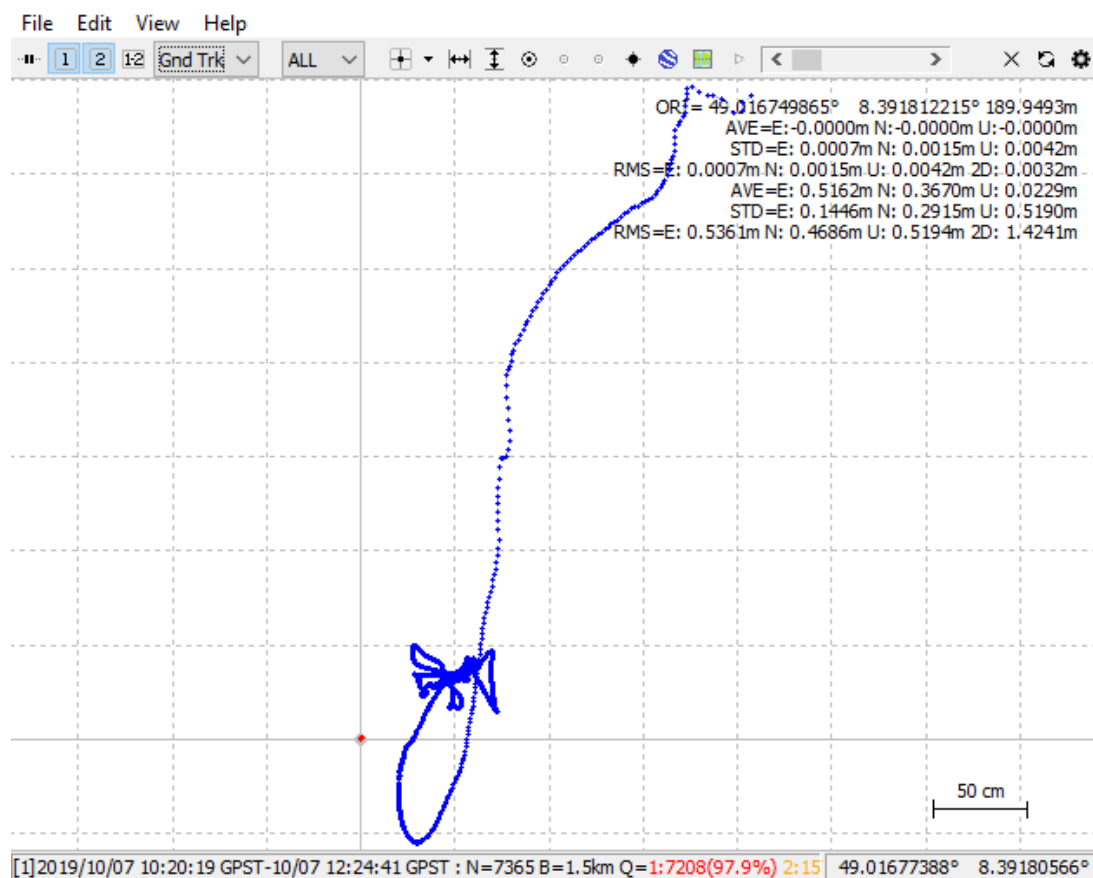 File Edit View Help
1 2 1-2 Gnd Trk ALL
ORI= 49.016749865° 8.391812215° 189.9493m
AVE=E:-0.0000m N:-0.0000m U:-0.0000m
STD=E: 0.0007m N: 0.0015m U: 0.0042m
RMS=E: 0.0007m N: 0.0015m U: 0.0042m 2D: 0.0032m
AVE=E: 0.5162m N: 0.3670m U: 0.0229m
STD=E: 0.1446m N: 0.2915m U: 0.5190m
RMS=E: 0.5361m N: 0.4686m U: 0.5194m 2D: 1.4241m
50 cm
[1]2019/10/07 10:20:19 GPST-10/07 12:24:41 GPST : N=7365 B=1.5km Q=1:7208(97.9%) 2:15 49.01677388° 8.39180566°